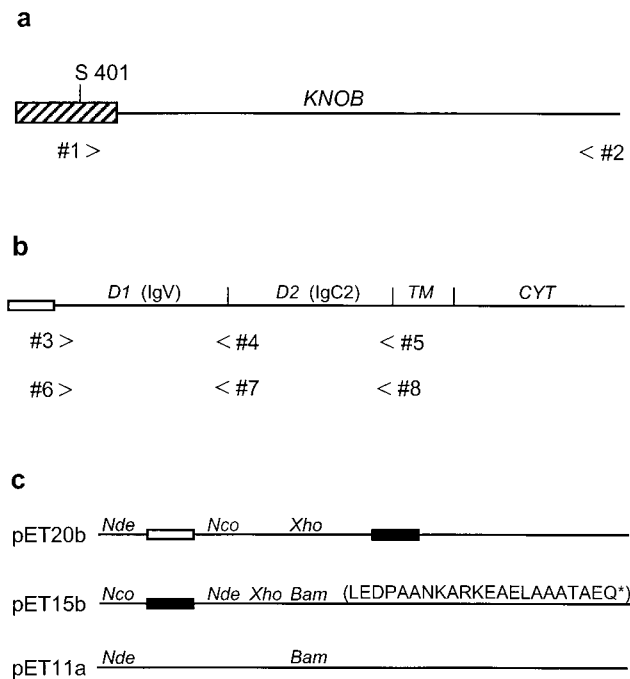 a
S 401
KNOB
#1 > < #2
b
D1 (IgV) D2 (IgC2) TM CYT
#3 > < #4 < #5
#6 > < #7 < #8
c
pET20b Nde Nco Xho
pET15b Nco Nde Xho Bam (LEDPAANKARKEAELAAATAEQ*)
pET11a Nde Bam